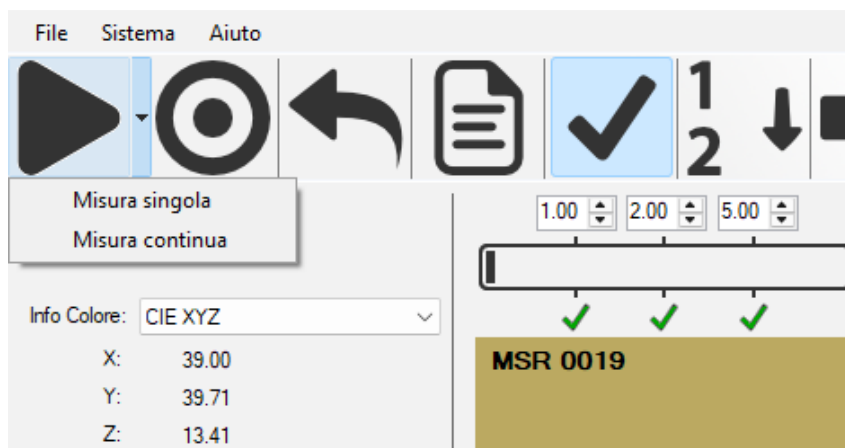 File Sistema Aiuto
1
2
Misura singola
Misura continua
1.00 2.00 5.00
Info Colore: CIE XYZ
X: 39.00
Y: 39.71
Z: 13.41
MSR 0019